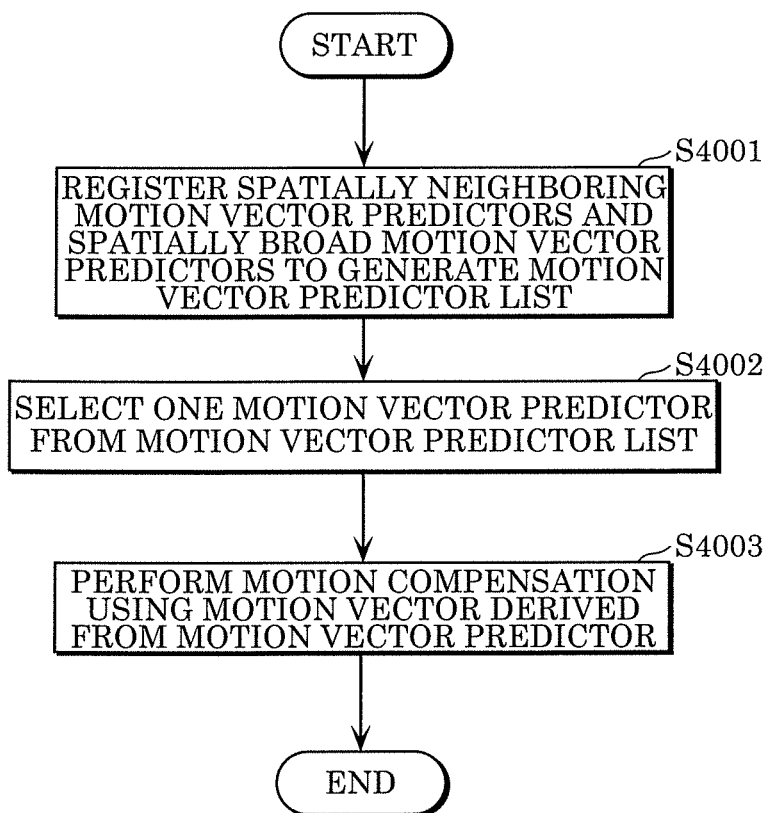 START
S4001
REGISTER SPATIALLY NEIGHBORING
MOTION VECTOR PREDICTORS AND
SPATIALLY BROAD MOTION VECTOR
PREDICTORS TO GENERATE MOTION
VECTOR PREDICTOR LIST
S4002
SELECT ONE MOTION VECTOR PREDICTOR
FROM MOTION VECTOR PREDICTOR LIST
S4003
PERFORM MOTION COMPENSATION
USING MOTION VECTOR DERIVED
FROM MOTION VECTOR PREDICTOR
END